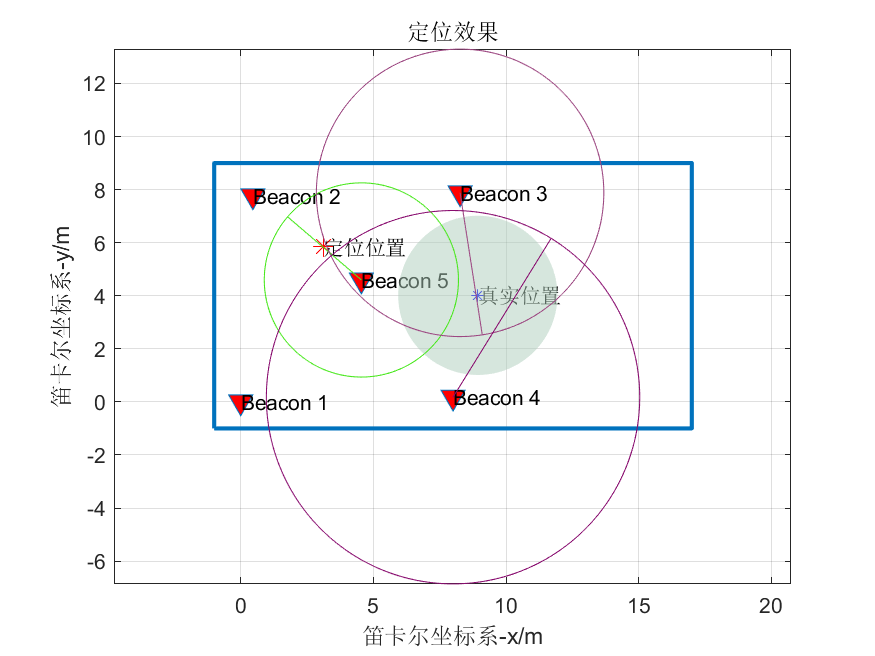 定位效果
12
10
8
6
4
2
0
-2
-4
-6
笛卡尔坐标系-y/m
Beacon 2
Beacon 3
定位位置
Beacon 5
真实位置
Beacon 1
Beacon 4
0 5 10 15 20
笛卡尔坐标系-x/m